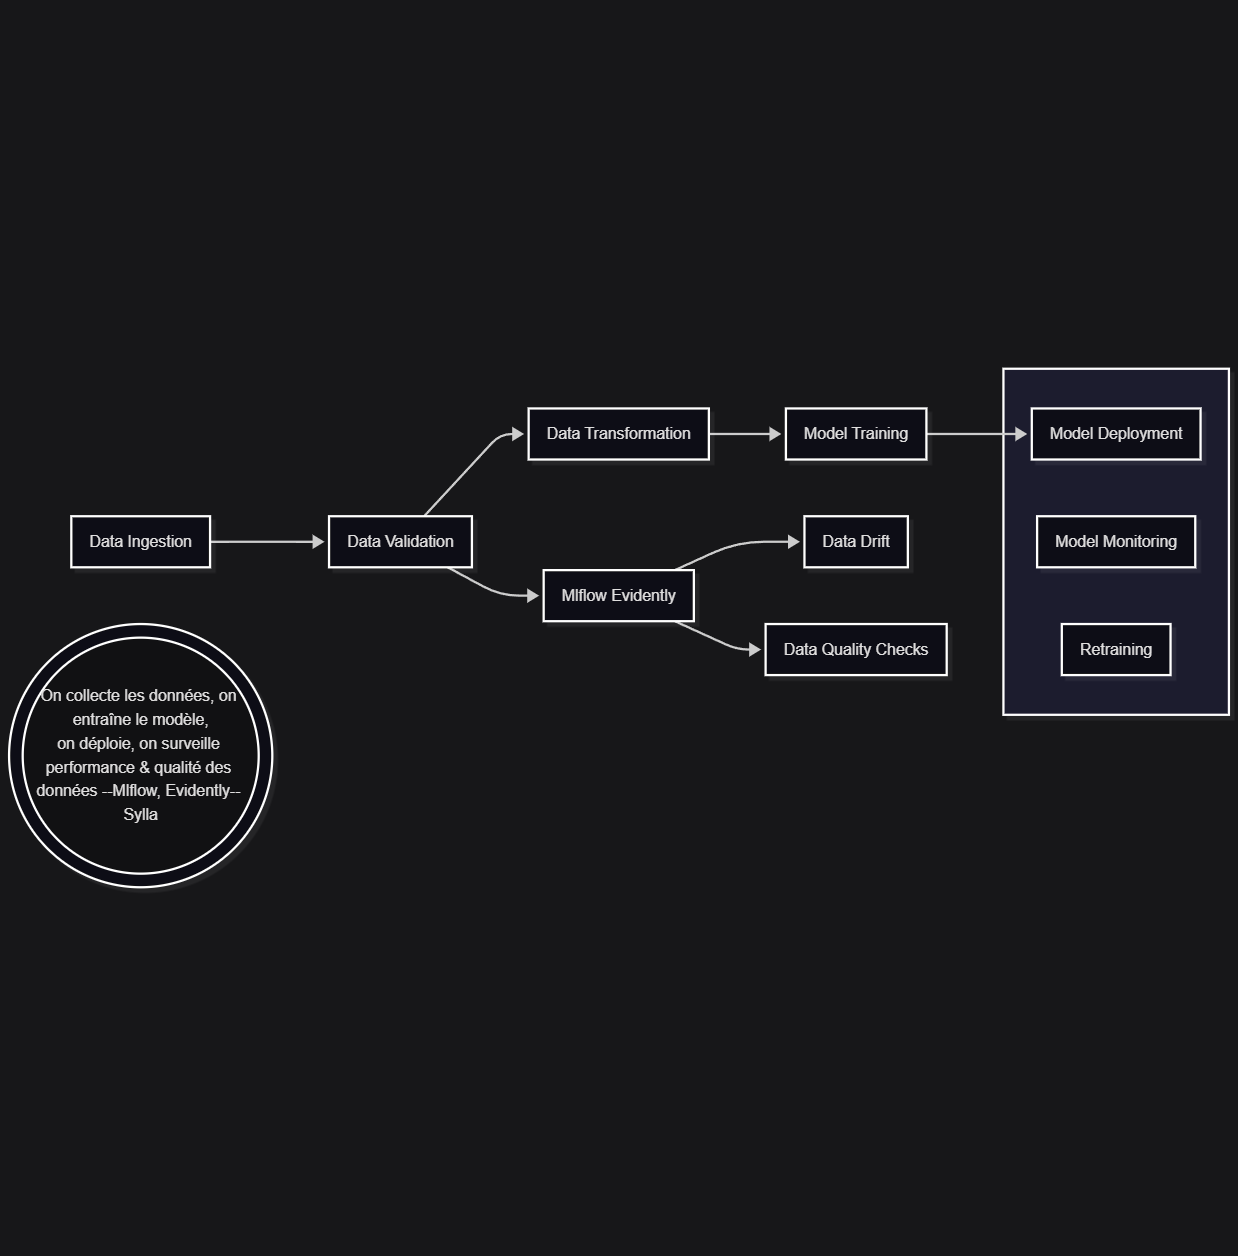 Data Transformation
Model Training
Model Deployment
Data Ingestion
Data Validation
Data Drift
Model Monitoring
Mlflow Evidently
Data Quality Checks
Retraining
On collecte les données, on
entraîne le modèle,
on déploie, on surveille
performance & qualité des
données --Mlflow, Evidently--
Sylla